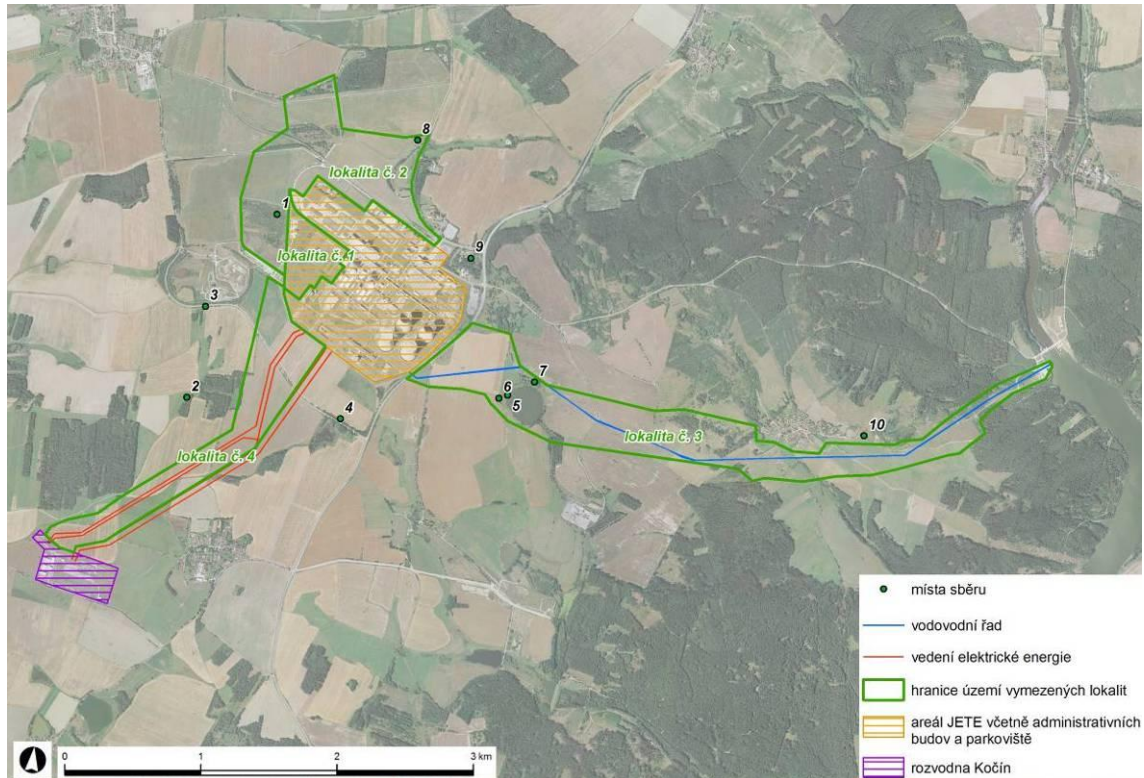 8
lokalita č. 2
1
9
lokalita č. 1
3
7
2
6
5
4
10
lokalita č. 3
lokalita č. 4
místa sběru
vodovodní řad
vedení elektrické energie
hranice území vymezených lokalit
areál JETE včetně administrativních
budov a parkoviště
rozvodna Kočín
0 1 2 3 km